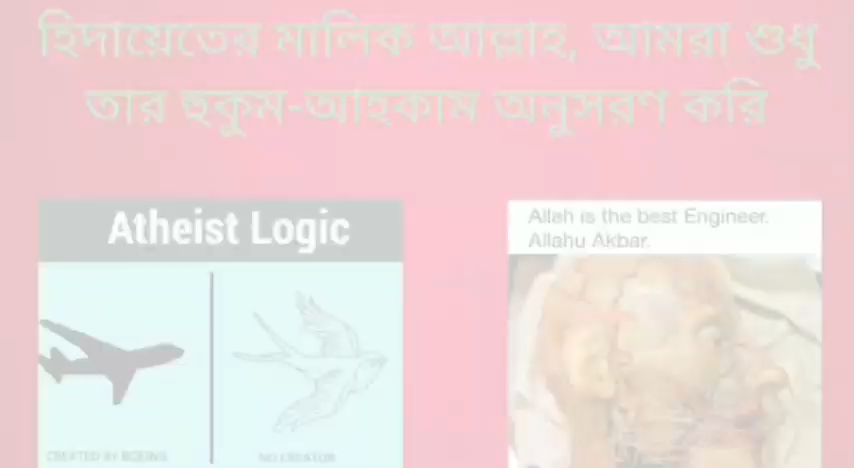 হিদায়েতের মালিক আল্লাহ, আমরা শুধু
তার হুকুম-আহকাম অনুসরণ করি
Atheist Logic
CREATED BY BOEING
NO CREATOR
Allah is the best Engineer.
Allahu Akbar.